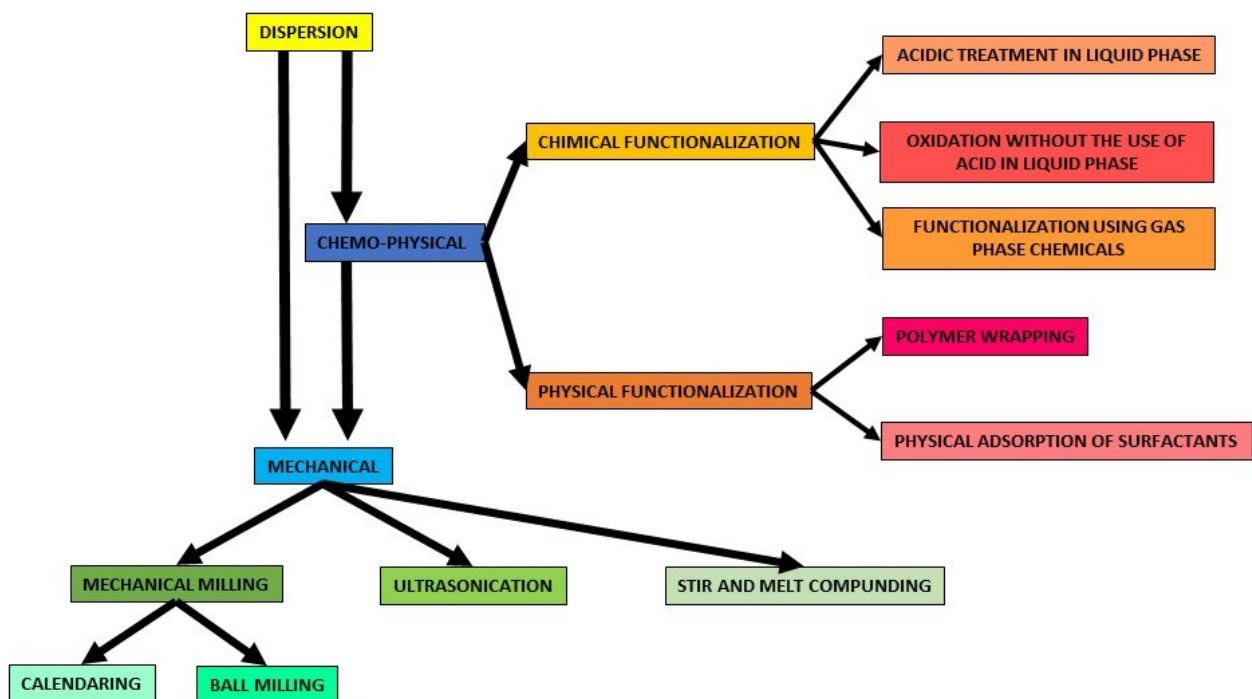 DISPERSION
ACIDIC TREATMENT IN LIQUID PHASE
CHIMICAL FUNCTIONALIZATION
OXIDATION WITHOUT THE USE OF
ACID IN LIQUID PHASE
CHEMO-PHYSICAL
FUNCTIONALIZATION USING GAS
PHASE CHEMICALS
POLYMER WRAPPING
PHYSICAL FUNCTIONALIZATION
PHYSICAL ADSORPTION OF SURFACTANTS
MECHANICAL
MECHANICAL MILLING
ULTRASONICATION
STIR AND MELT COMPUNDING
CALENDARING
BALL MILLING